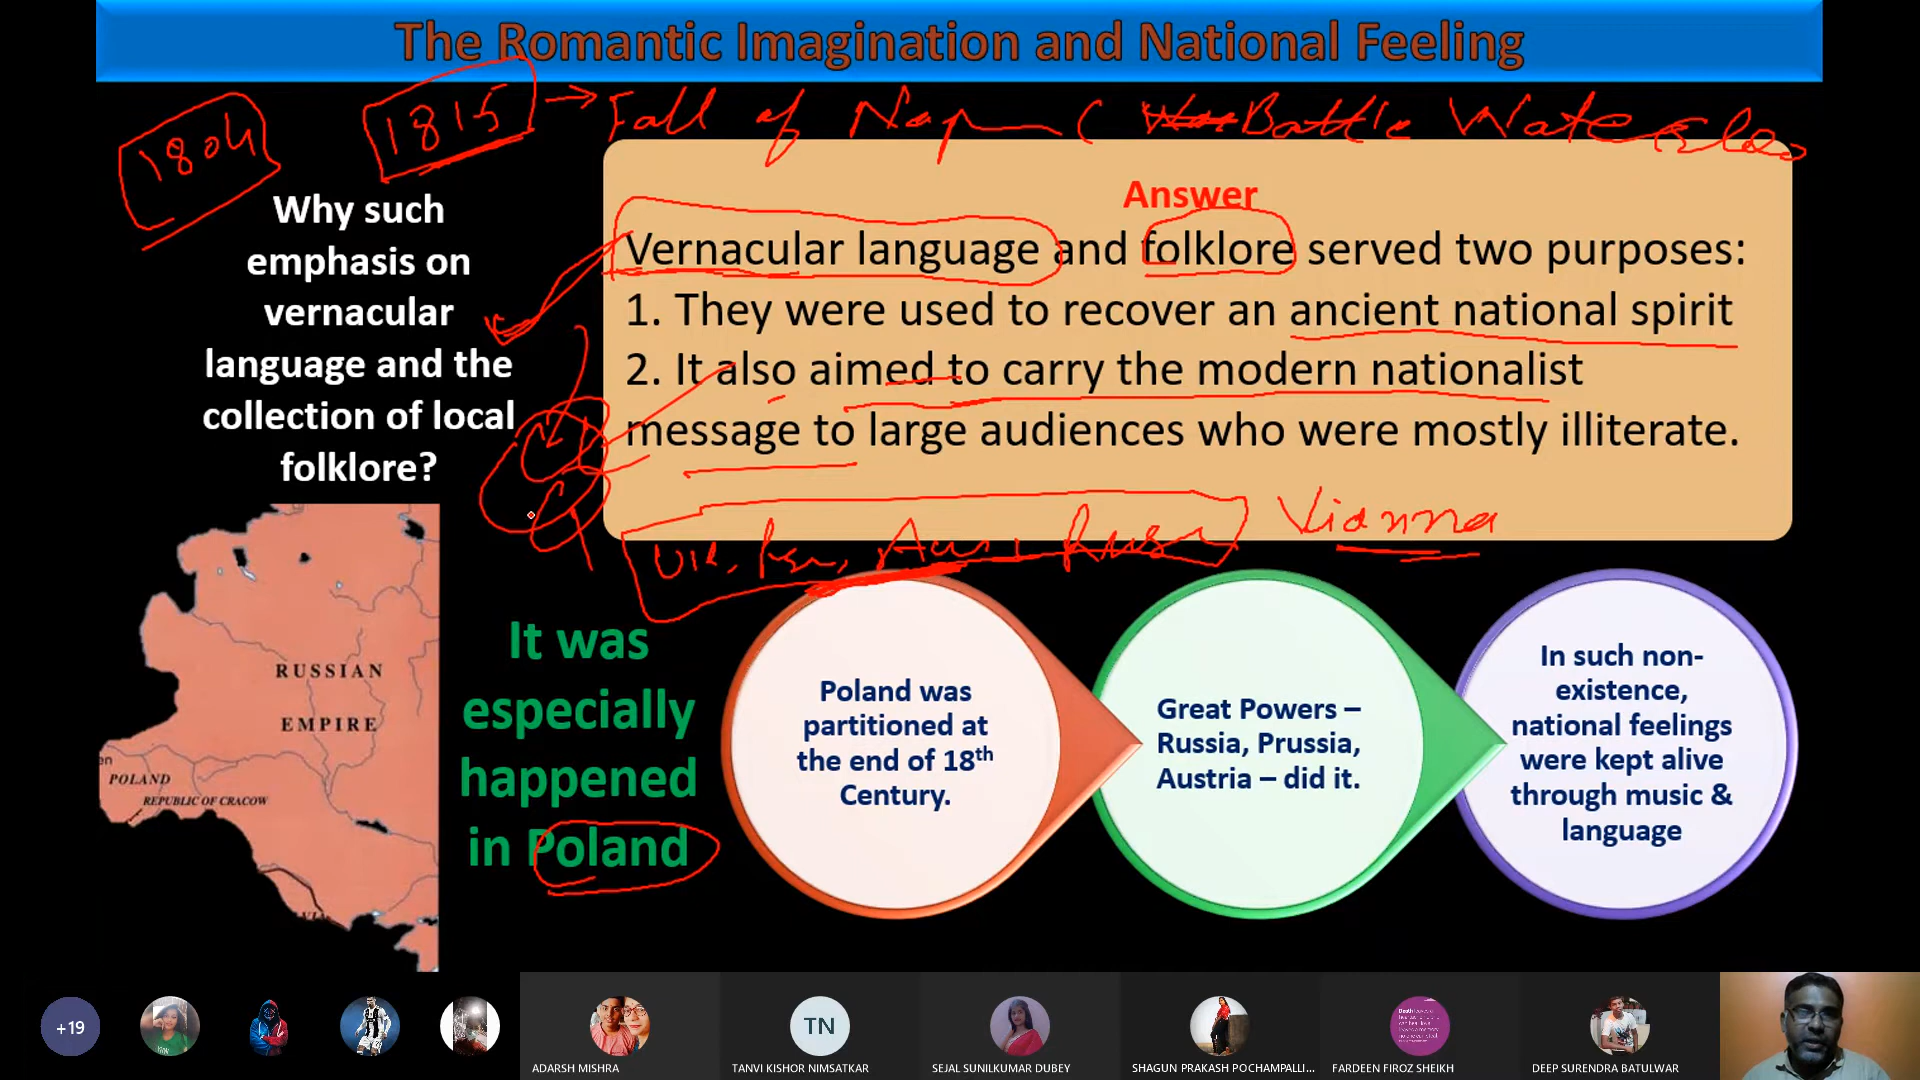 The Romantic Imagination and National Feeling
1804
1815 → Fall of Nap ( Battle Waterloo
Why such
emphasis on
vernacular
language and the
collection of local
folklore?
Answer
Vernacular language and folklore served two purposes:
1. They were used to recover an ancient national spirit
2. It also aimed to carry the modern nationalist
message to large audiences who were mostly illiterate.
UK, Aus, Russ
Vianna
RUSSIAN
EMPIRE
en
POLAND
REPUBLIC OF CRACOW
It was
especially
happened
in Poland
Poland was
partitioned at
the end of 18th
Century.
Great Powers –
Russia, Prussia,
Austria – did it.
In such non-
existence,
national feelings
were kept alive
through music &
language
+19
TN
ADARSH MISHRA
TANVI KISHOR NIMSATKAR
SEJAL SUNILKUMAR DUBEY
SHAGUN PRAKASH POCHAMPALLI...
FARDEEN FIROZ SHEIKH
DEEP SURENDRA BATULWAR